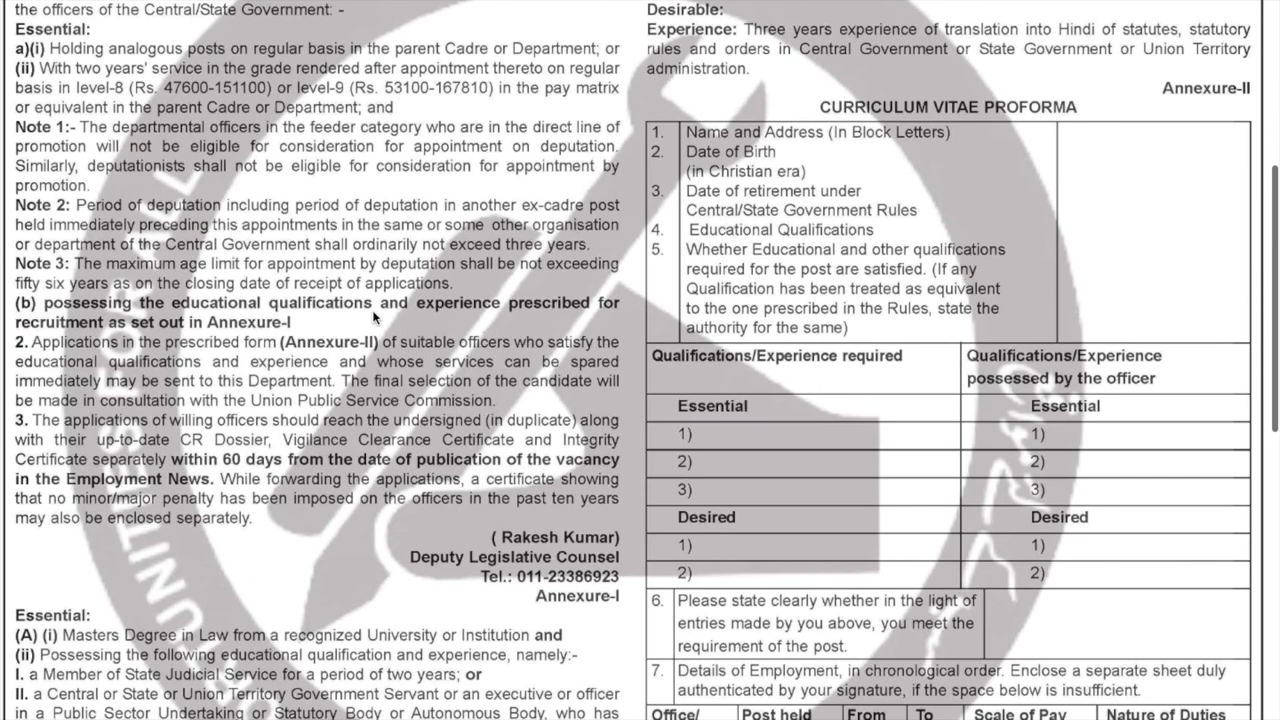 the officers of the Central/State Government: -
Essential:
a)(i) Holding analogous posts on regular basis in the parent Cadre or Department; or
(ii) With two years' service in the grade rendered after appointment thereto on regular
basis in level-8 (Rs. 47600-151100) or level-9 (Rs. 53100-167810) in the pay matrix
or equivalent in the parent Cadre or Department; and
Note 1:- The departmental officers in the feeder category who are in the direct line of
promotion will not be eligible for consideration for appointment on deputation.
Similarly, deputationists shall not be eligible for consideration for appointment by
promotion.
Note 2: Period of deputation including period of deputation in another ex-cadre post
held immediately preceding this appointments in the same or some other organisation
or department of the Central Government shall ordinarily not exceed three years.
Note 3: The maximum age limit for appointment by deputation shall be not exceeding
fifty six years as on the closing date of receipt of applications.
(b) possessing the educational qualifications and experience prescribed for
recruitment as set out in Annexure-I
2. Applications in the prescribed form (Annexure-II) of suitable officers who satisfy the
educational qualifications and experience and whose services can be spared
immediately may be sent to this Department. The final selection of the candidate will
be made in consultation with the Union Public Service Commission.
3. The applications of willing officers should reach the undersigned (in duplicate) along
with their up-to-date CR Dossier, Vigilance Clearance Certificate and Integrity
Certificate separately within 60 days from the date of publication of the vacancy
in the Employment News. While forwarding the applications, a certificate showing
that no minor/major penalty has been imposed on the officers in the past ten years
may also be enclosed separately.
( Rakesh Kumar)
Deputy Legislative Counsel
Tel.: 011-23386923
Annexure-I
Essential:
(A) (i) Masters Degree in Law from a recognized University or Institution and
(ii) Possessing the following educational qualification and experience, namely:-
I. a Member of State Judicial Service for a period of two years; or
II. a Central or State or Union Territory Government Servant or an executive or officer
in a Public Sector Undertaking or Statutory Body or Autonomous Body, who has
Desirable:
Experience: Three years experience of translation into Hindi of statutes, statutory
rules and orders in Central Government or State Government or Union Territory
administration.
Annexure-II
CURRICULUM VITAE PROFORMA
1. Name and Address (In Block Letters)
2. Date of Birth
(in Christian era)
3. Date of retirement under
Central/State Government Rules
4. Educational Qualifications
5. Whether Educational and other qualifications
required for the post are satisfied. (If any
Qualification has been treated as equivalent
to the one prescribed in the Rules, state the
authority for the same)
Qualifications/Experience required Qualifications/Experience
possessed by the officer
Essential Essential
1) 1)
2) 2)
3) 3)
Desired Desired
1) 1)
2) 2)
6. Please state clearly whether in the light of
entries made by you above, you meet the
requirement of the post.
7. Details of Employment, in chronological order. Enclose a separate sheet duly
authenticated by your signature, if the space below is insufficient.
Office/ Post held From To Scale of Pay Nature of Duties